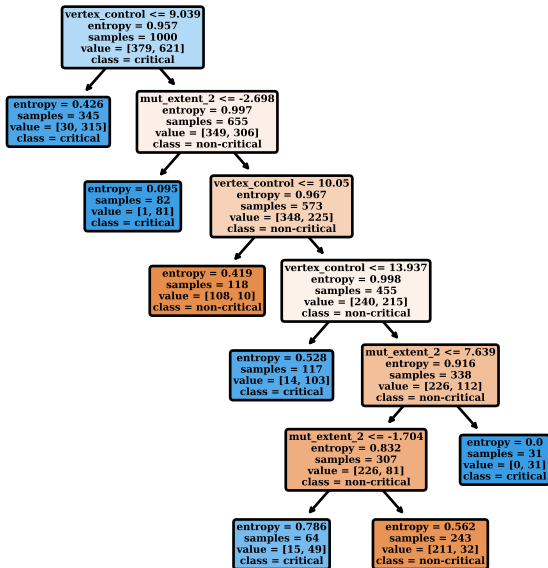 vertex_control <= 9.039
entropy = 0.957
samples = 1000
value = [379, 621]
class = critical
entropy = 0.426
samples = 345
value = [30, 315]
class = critical
mut_extent_2 <= -2.698
entropy = 0.997
samples = 655
value = [349, 306]
class = non-critical
entropy = 0.095
samples = 82
value = [1, 81]
class = critical
vertex_control <= 10.05
entropy = 0.967
samples = 573
value = [348, 225]
class = non-critical
entropy = 0.419
samples = 118
value = [108, 10]
class = non-critical
vertex_control <= 13.937
entropy = 0.998
samples = 455
value = [240, 215]
class = non-critical
entropy = 0.528
samples = 117
value = [14, 103]
class = critical
mut_extent_2 <= 7.639
entropy = 0.916
samples = 338
value = [226, 112]
class = non-critical
mut_extent_2 <= -1.704
entropy = 0.832
samples = 307
value = [226, 81]
class = non-critical
entropy = 0.0
samples = 31
value = [0, 31]
class = critical
entropy = 0.786
samples = 64
value = [15, 49]
class = critical
entropy = 0.562
samples = 243
value = [211, 32]
class = non-critical